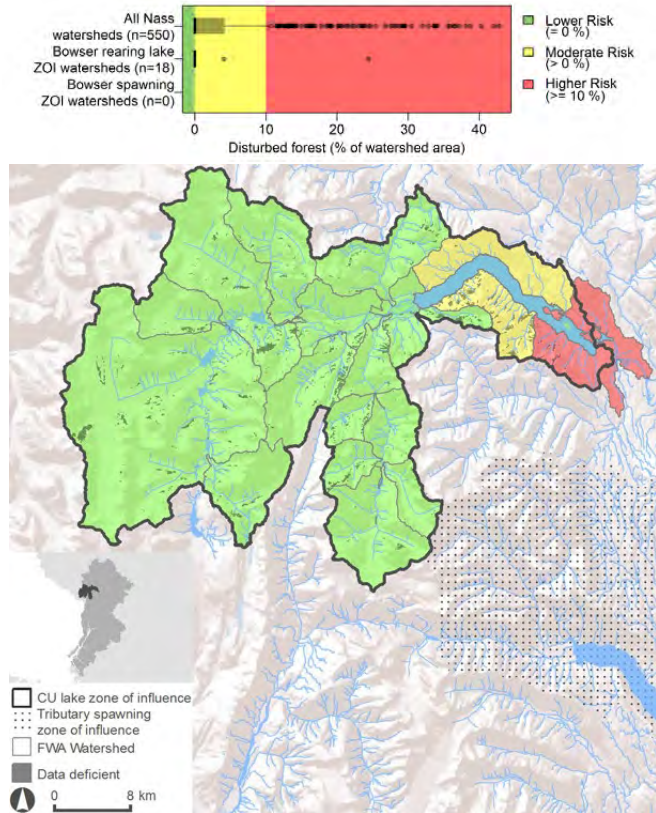 All Nass
watersheds (n=550)
Bowser rearing lake
ZOI watersheds (n=18)
Bowser spawning
ZOI watersheds (n=0)
0 10 20 30 40
Disturbed forest (% of watershed area)
Lower Risk
(= 0 %)
Moderate Risk
(> 0 %)
Higher Risk
(>= 10 %)
CU lake zone of influence
Tributary spawning
zone of influence
FWA Watershed
Data deficient
0 8 km